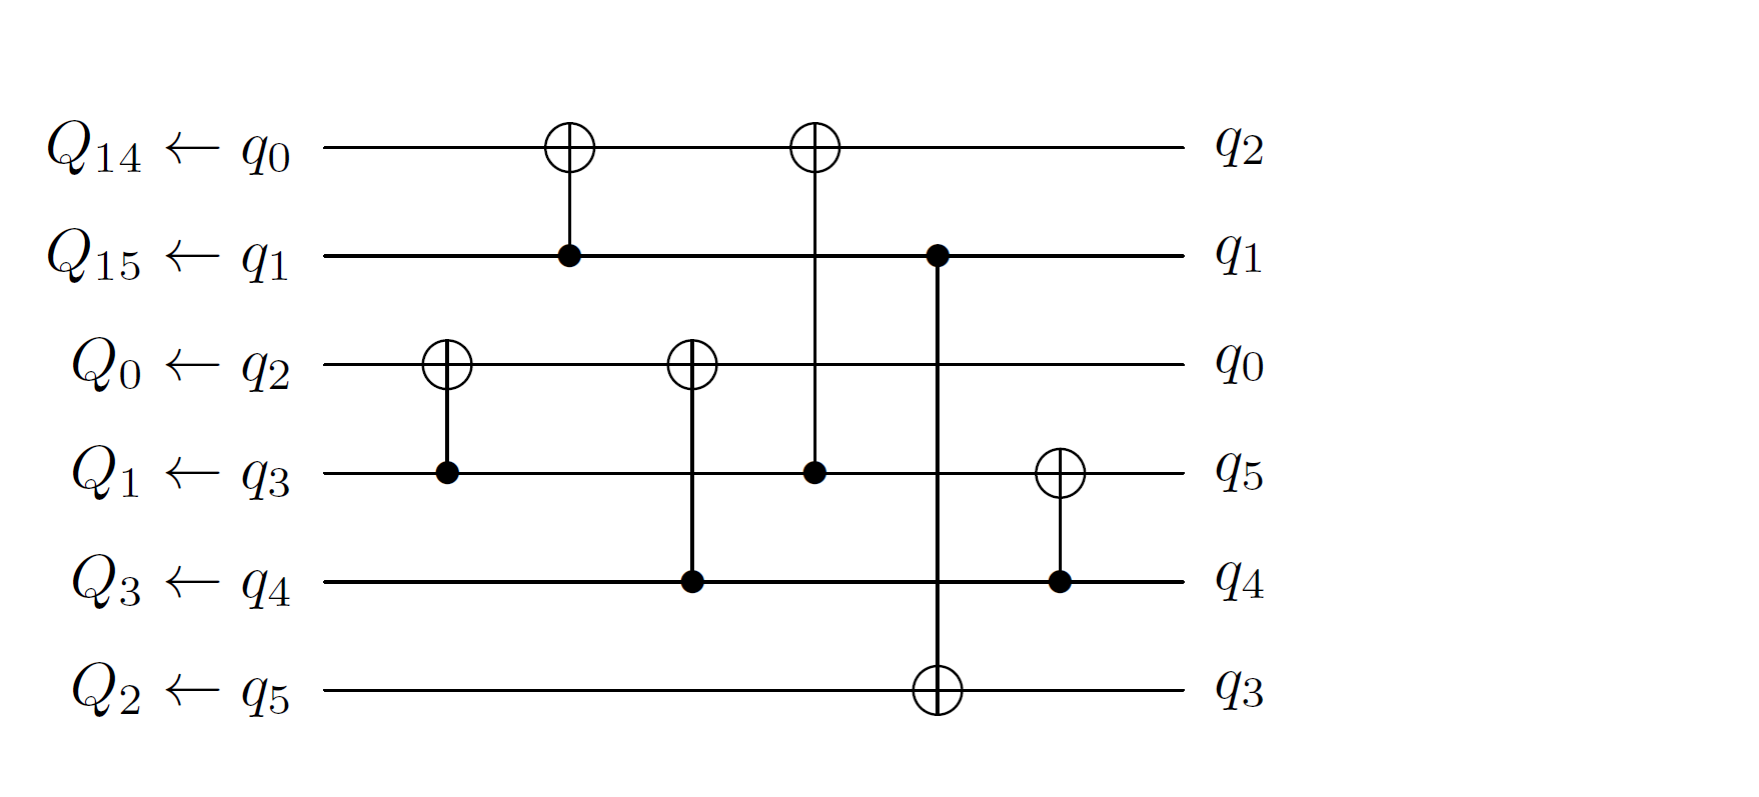 Q₁₄ ← q₀ q₂
Q₁₅ ← q₁ q₁
Q₀ ← q₂ q₀
Q₁ ← q₃ q₅
Q₃ ← q₄ q₄
Q₂ ← q₅ q₃